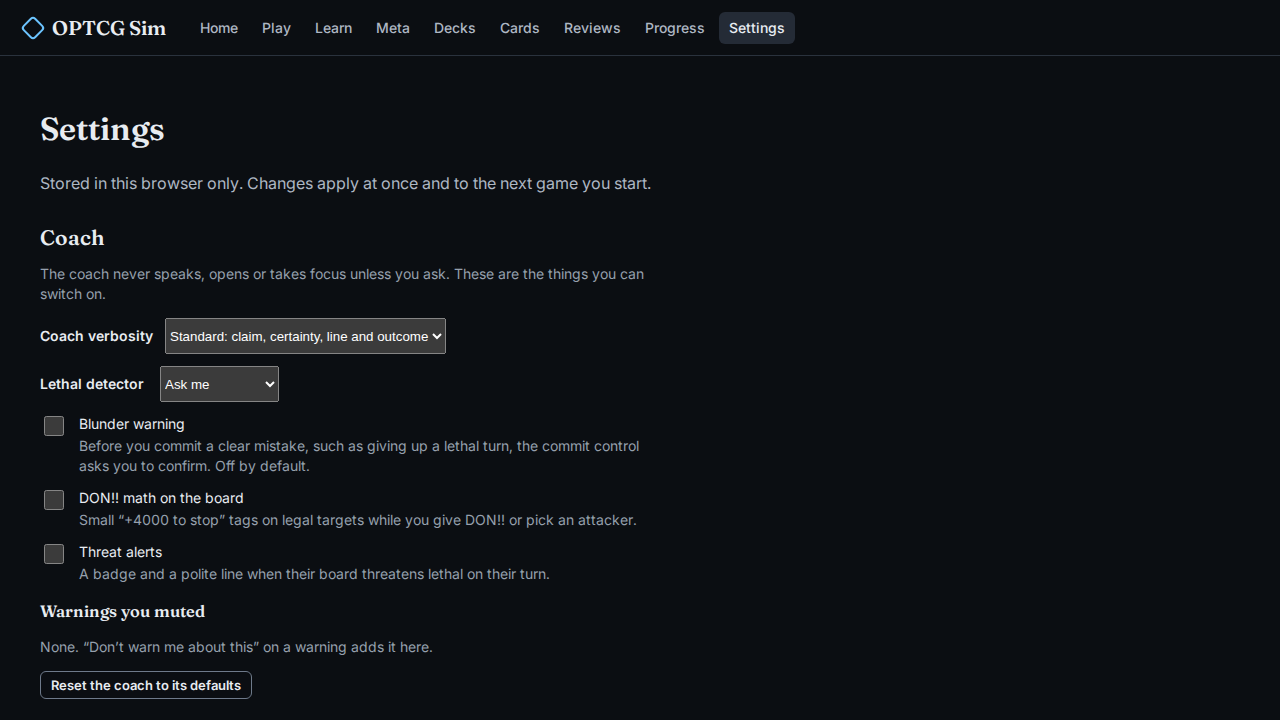 OPTCG Sim
Home
Play
Learn
Meta
Decks
Cards
Reviews
Progress
Settings
Settings
Stored in this browser only. Changes apply at once and to the next game you start.
Coach
The coach never speaks, opens or takes focus unless you ask. These are the things you can
switch on.
Coach verbosity
Standard: claim, certainty, line and outcome
Lethal detector
Ask me
Blunder warning
Before you commit a clear mistake, such as giving up a lethal turn, the commit control
asks you to confirm. Off by default.
DON!! math on the board
Small “+4000 to stop” tags on legal targets while you give DON!! or pick an attacker.
Threat alerts
A badge and a polite line when their board threatens lethal on their turn.
Warnings you muted
None. “Don’t warn me about this” on a warning adds it here.
Reset the coach to its defaults